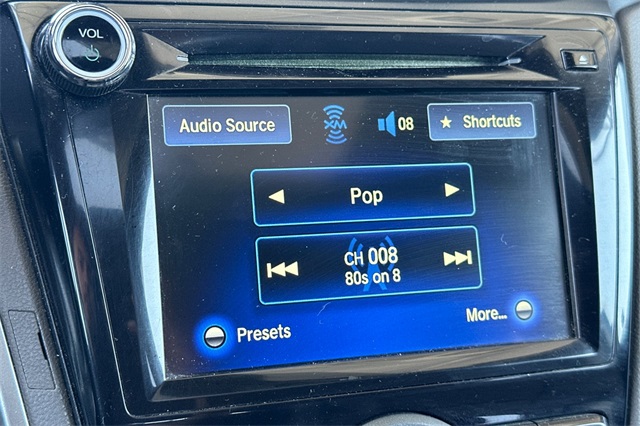 VOL
Audio Source
XM
08
★ Shortcuts
Pop
CH 008
80s on 8
Presets
More...